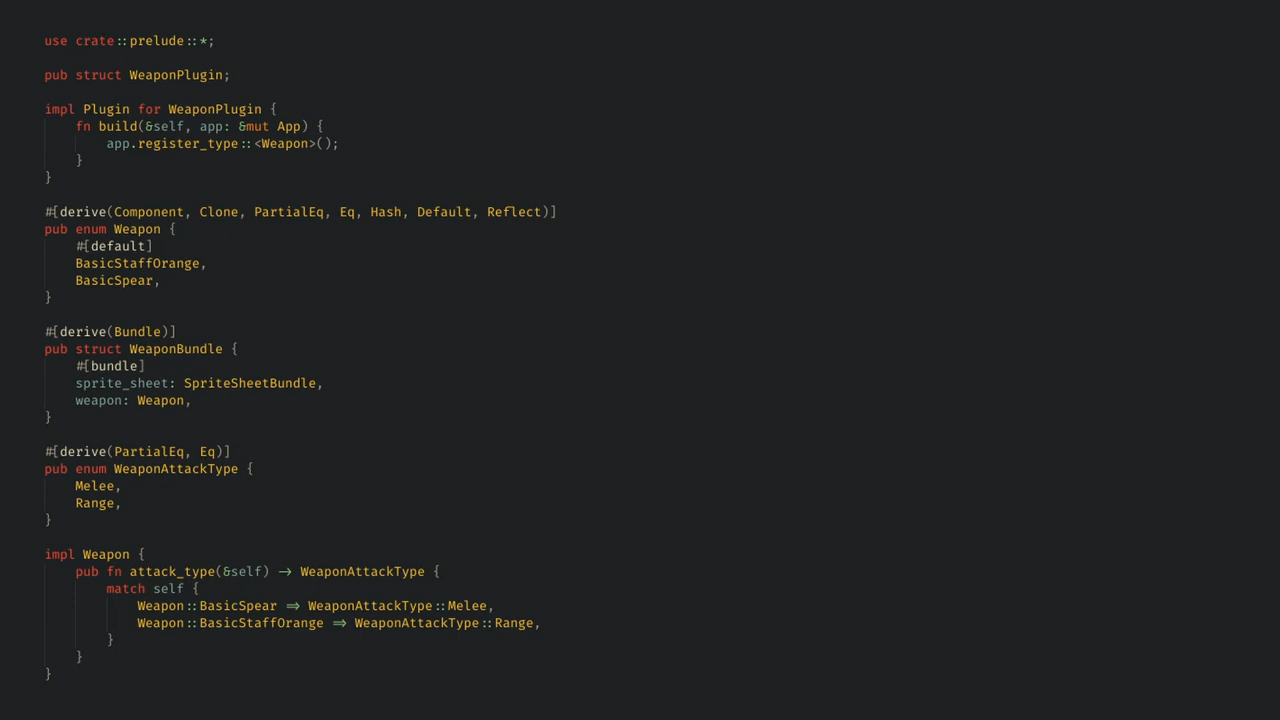 use crate::prelude::*;

pub struct WeaponPlugin;

impl Plugin for WeaponPlugin {
    fn build(&self, app: &mut App) {
        app.register_type::<Weapon>();
    }
}

#[derive(Component, Clone, PartialEq, Eq, Hash, Default, Reflect)]
pub enum Weapon {
    #[default]
    BasicStaffOrange,
    BasicSpear,
}

#[derive(Bundle)]
pub struct WeaponBundle {
    #[bundle]
    sprite_sheet: SpriteSheetBundle,
    weapon: Weapon,
}

#[derive(PartialEq, Eq)]
pub enum WeaponAttackType {
    Melee,
    Range,
}

impl Weapon {
    pub fn attack_type(&self) -> WeaponAttackType {
        match self {
            Weapon::BasicSpear => WeaponAttackType::Melee,
            Weapon::BasicStaffOrange => WeaponAttackType::Range,
        }
    }
}